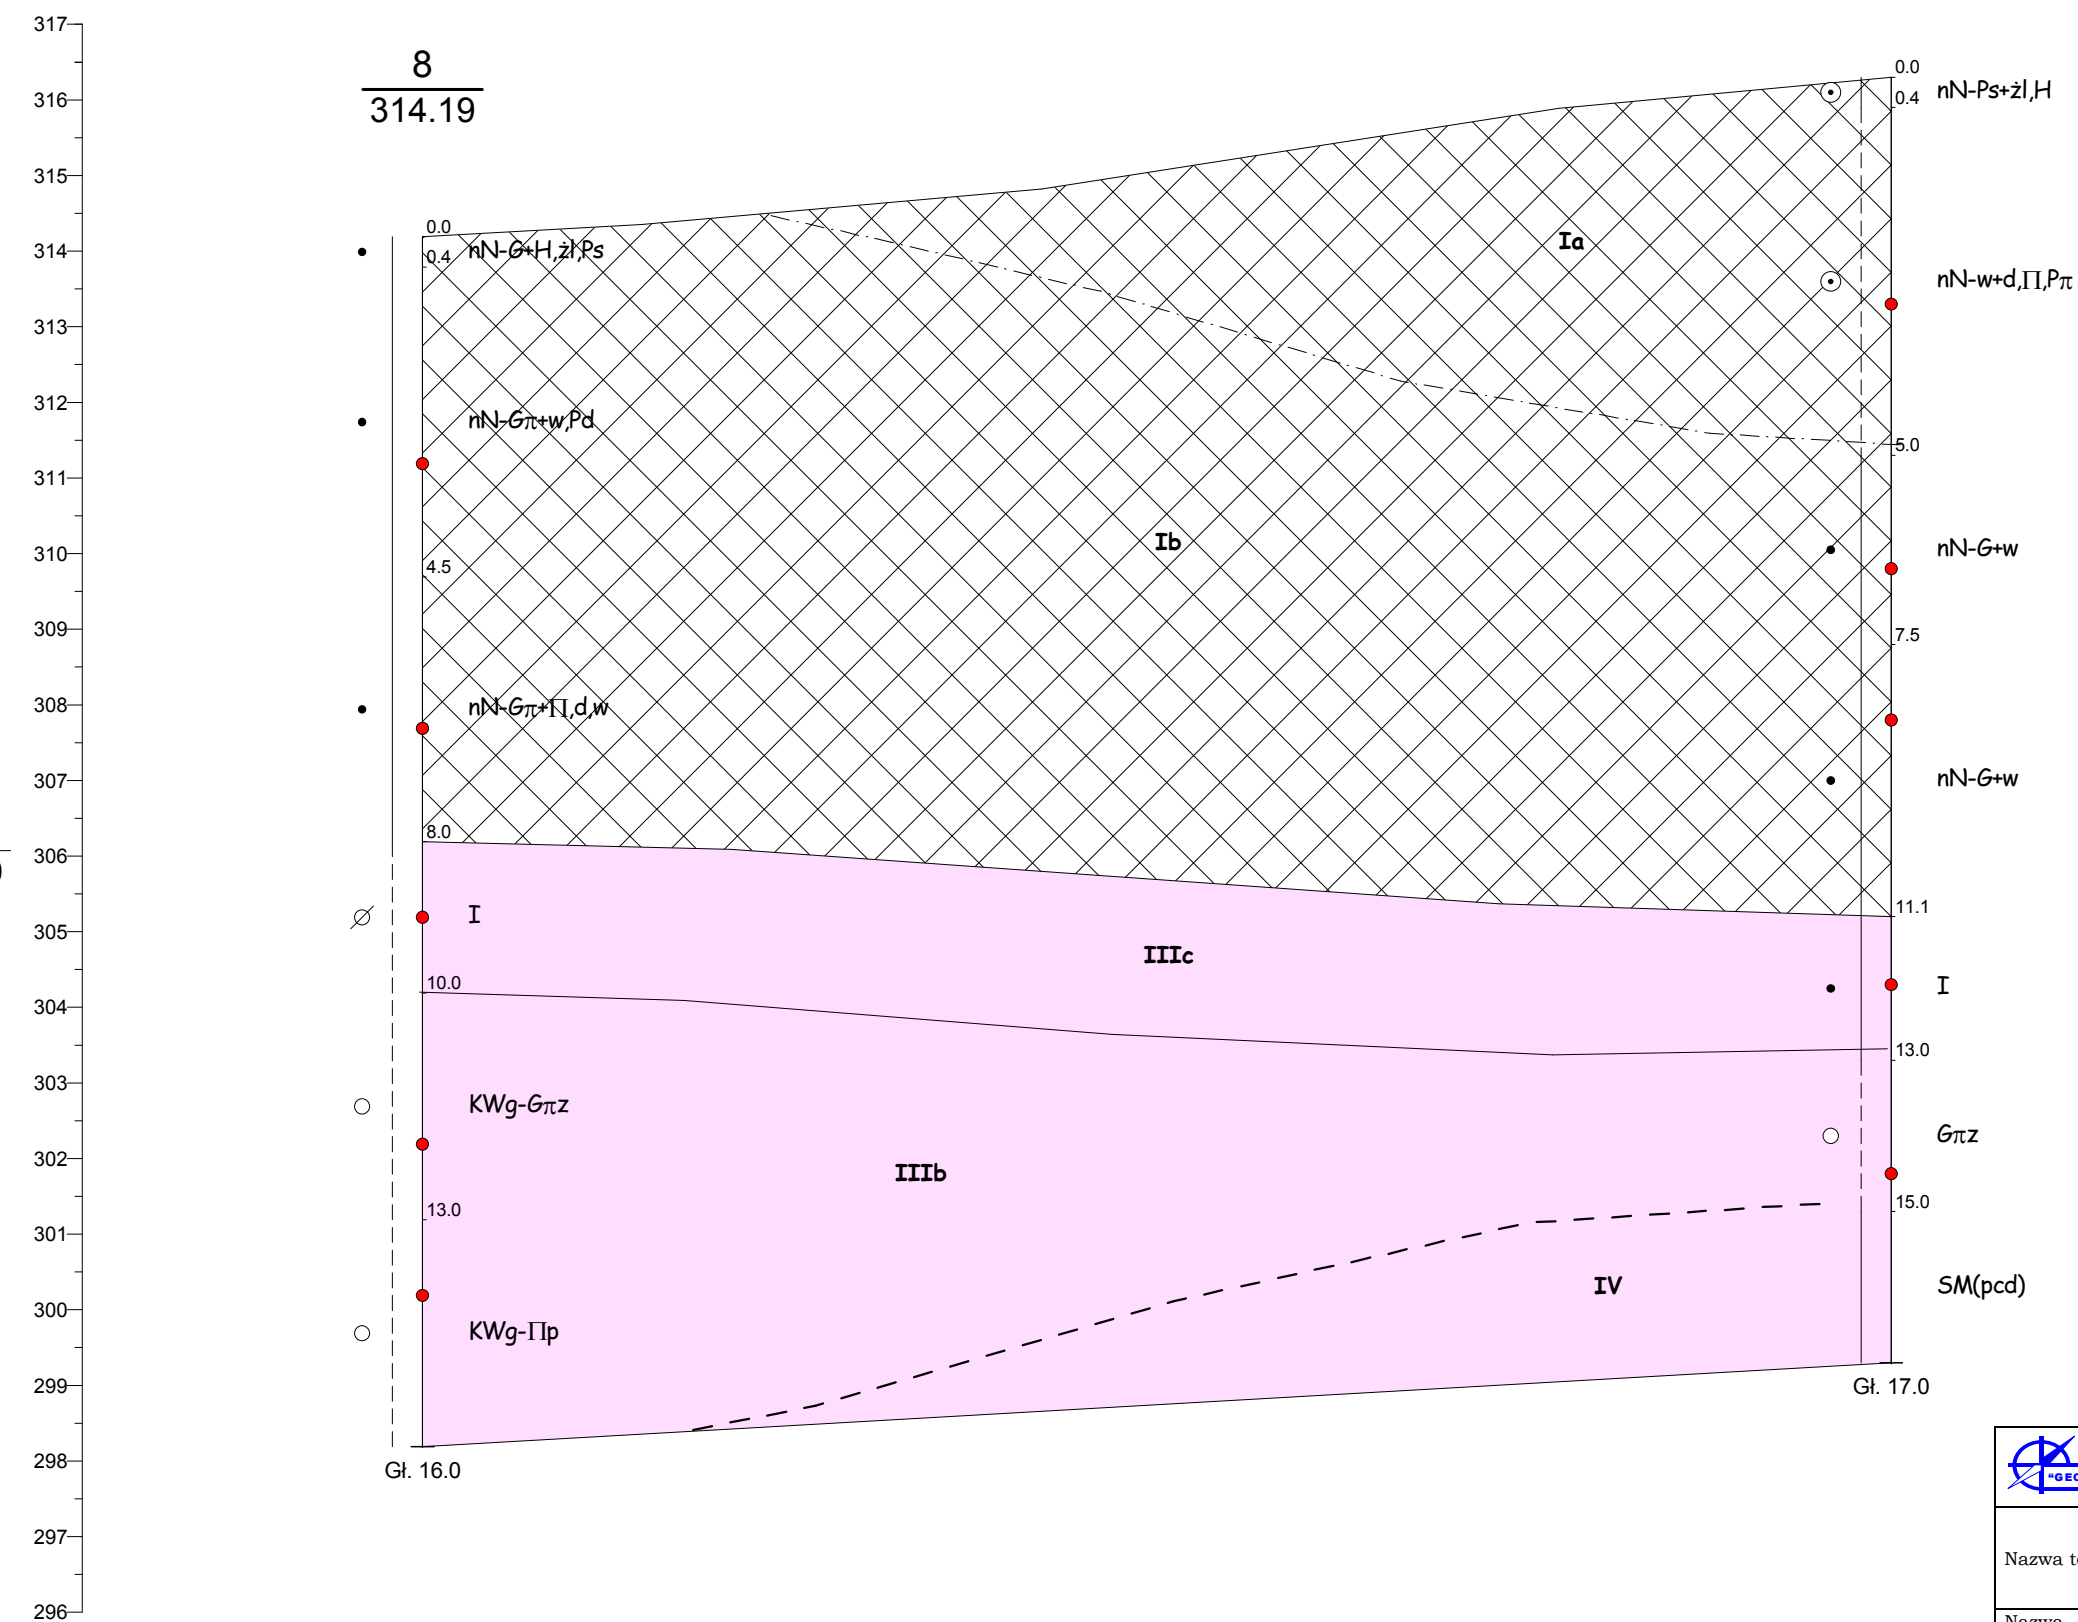 317
8
314.19
0.0
316
0.4
nN-Ps+żl,H
315
Ia
0.0
314
nN-G+H,żl,Ps
0.4
nN-w+d,Π,Pπ
313
312
nN-Gπ+w,Pd
5.0
311
310
Ib
nN-G+w
4.5
309
7.5
308
nN-Gπ+Π,d,w
307
nN-G+w
8.0
306
11.1
305
I
IIIc
10.0
I
304
13.0
303
KWg-Gπz
Gπz
302
IIIb
13.0
15.0
301
IV
SM(pcd)
300
KWg-Πp
299
Gł. 17.0
298
Gł. 16.0
"GEO
297
Nazwa
296
Nazwa